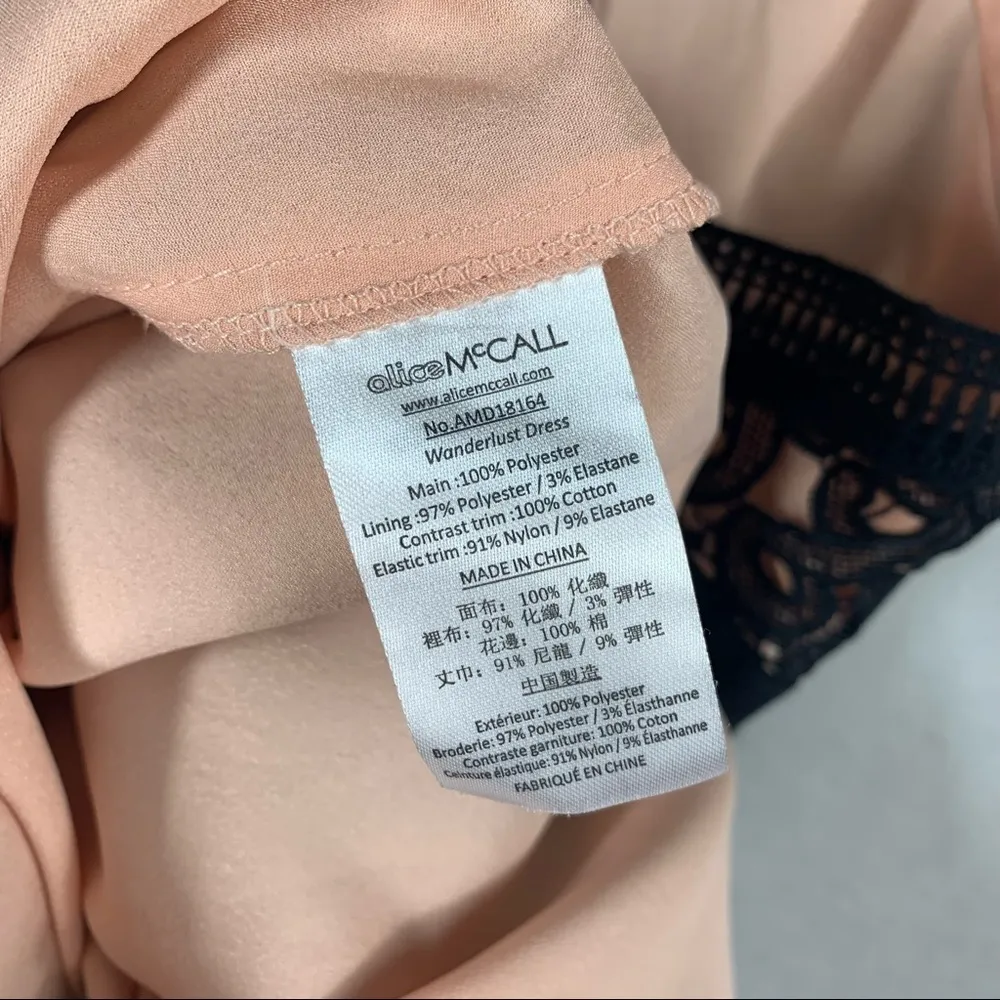 alice McCALL
www.alicemccall.com
No.AMD18164
Wanderlust Dress
Main :100% Polyester
Lining :97% Polyester / 3% Elastane
Contrast trim :100% Cotton
Elastic trim :91% Nylon / 9% Elastane
MADE IN CHINA
面布: 100% 化纖
裡布: 97% 化纖 / 3% 彈性
花邊: 100% 棉
丈巾: 91% 尼龍 / 9% 彈性
中国製造
Extérieur: 100% Polyester
Broderie: 97% Polyester / 3% Élasthanne
Contraste garniture: 100% Coton
Ceinture élastique: 91% Nylon / 9% Élasthanne
FABRIQUÉ EN CHINE